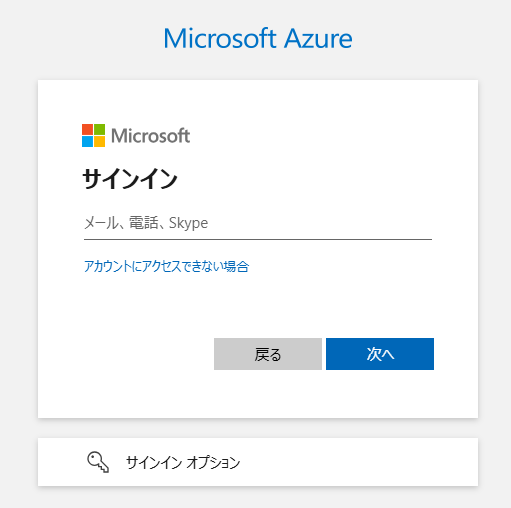 Microsoft Azure
Microsoft
サインイン
メール、電話、Skype
アカウントにアクセスできない場合
戻る
次へ
サインイン オプション